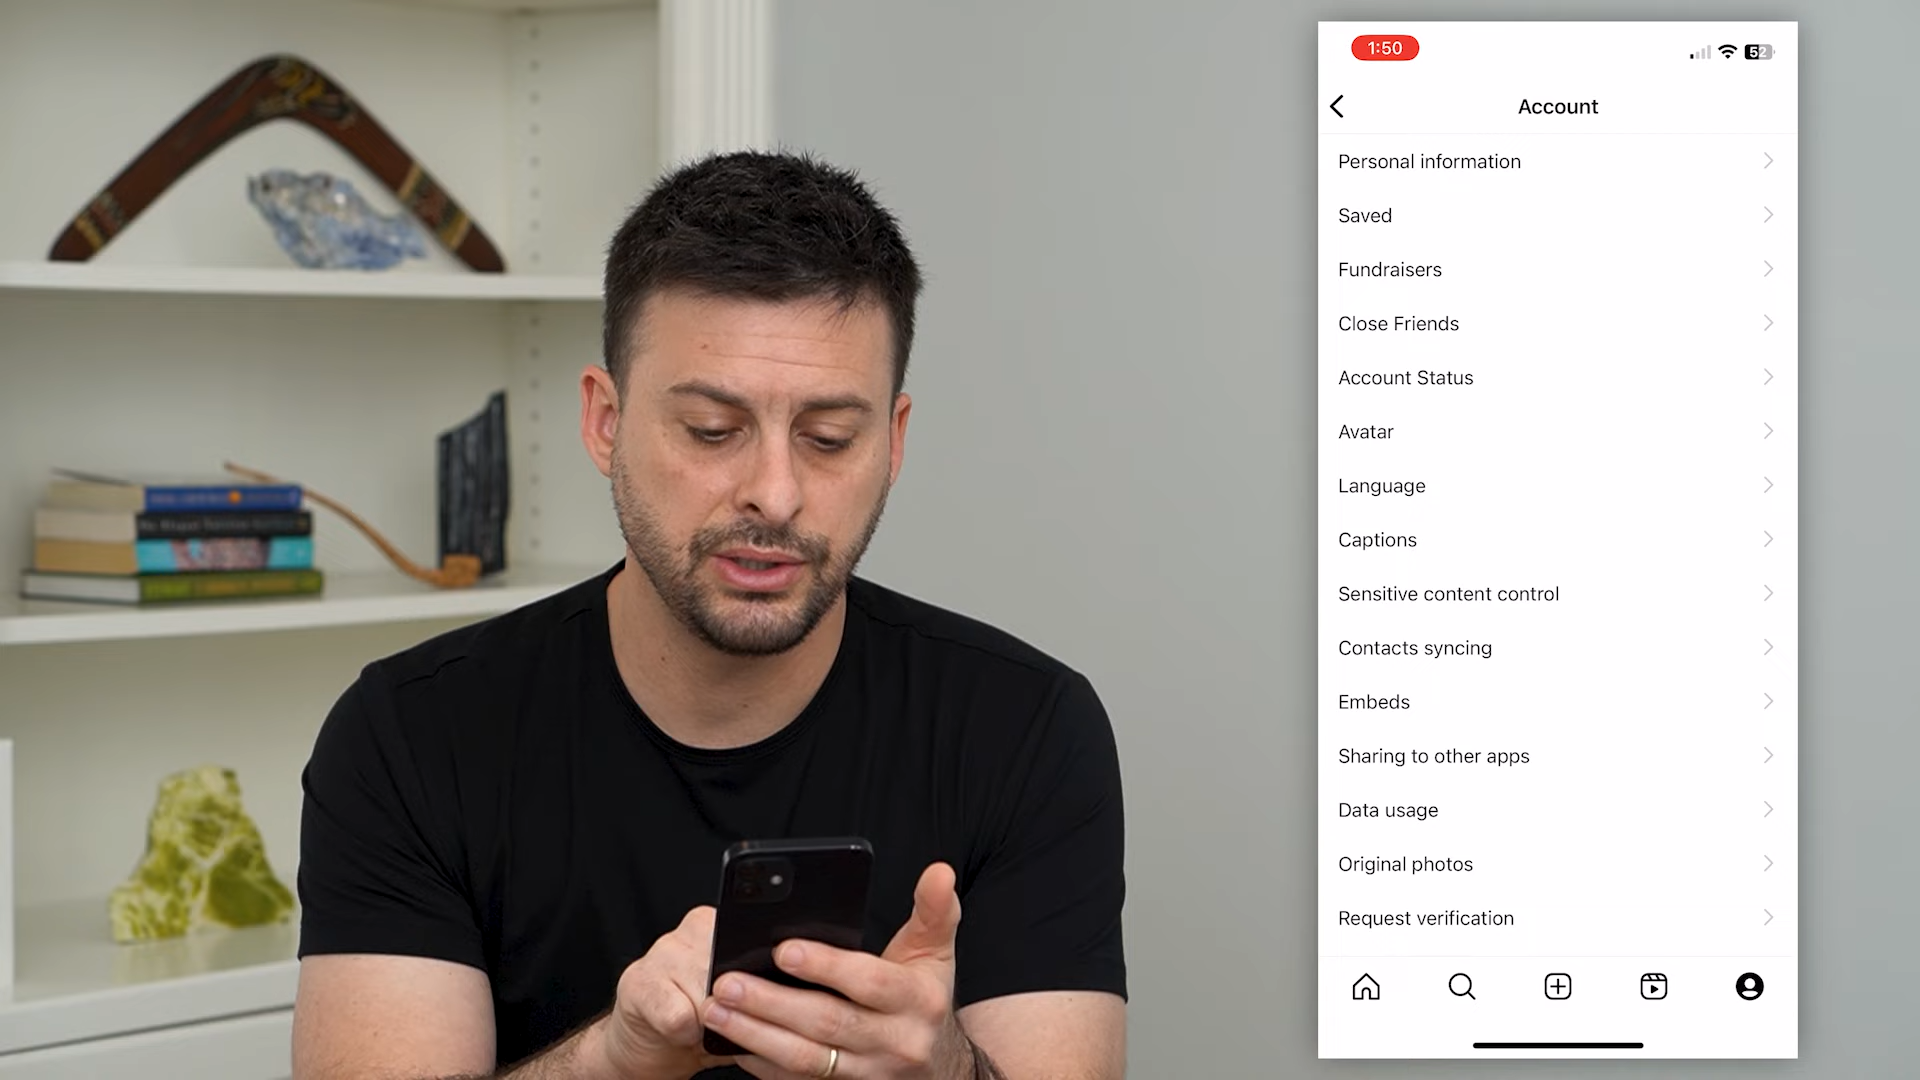 1:50
52
Account
Personal information
Saved
Fundraisers
Close Friends
Account Status
Avatar
Language
Captions
Sensitive content control
Contacts syncing
Embeds
Sharing to other apps
Data usage
Original photos
Request verification